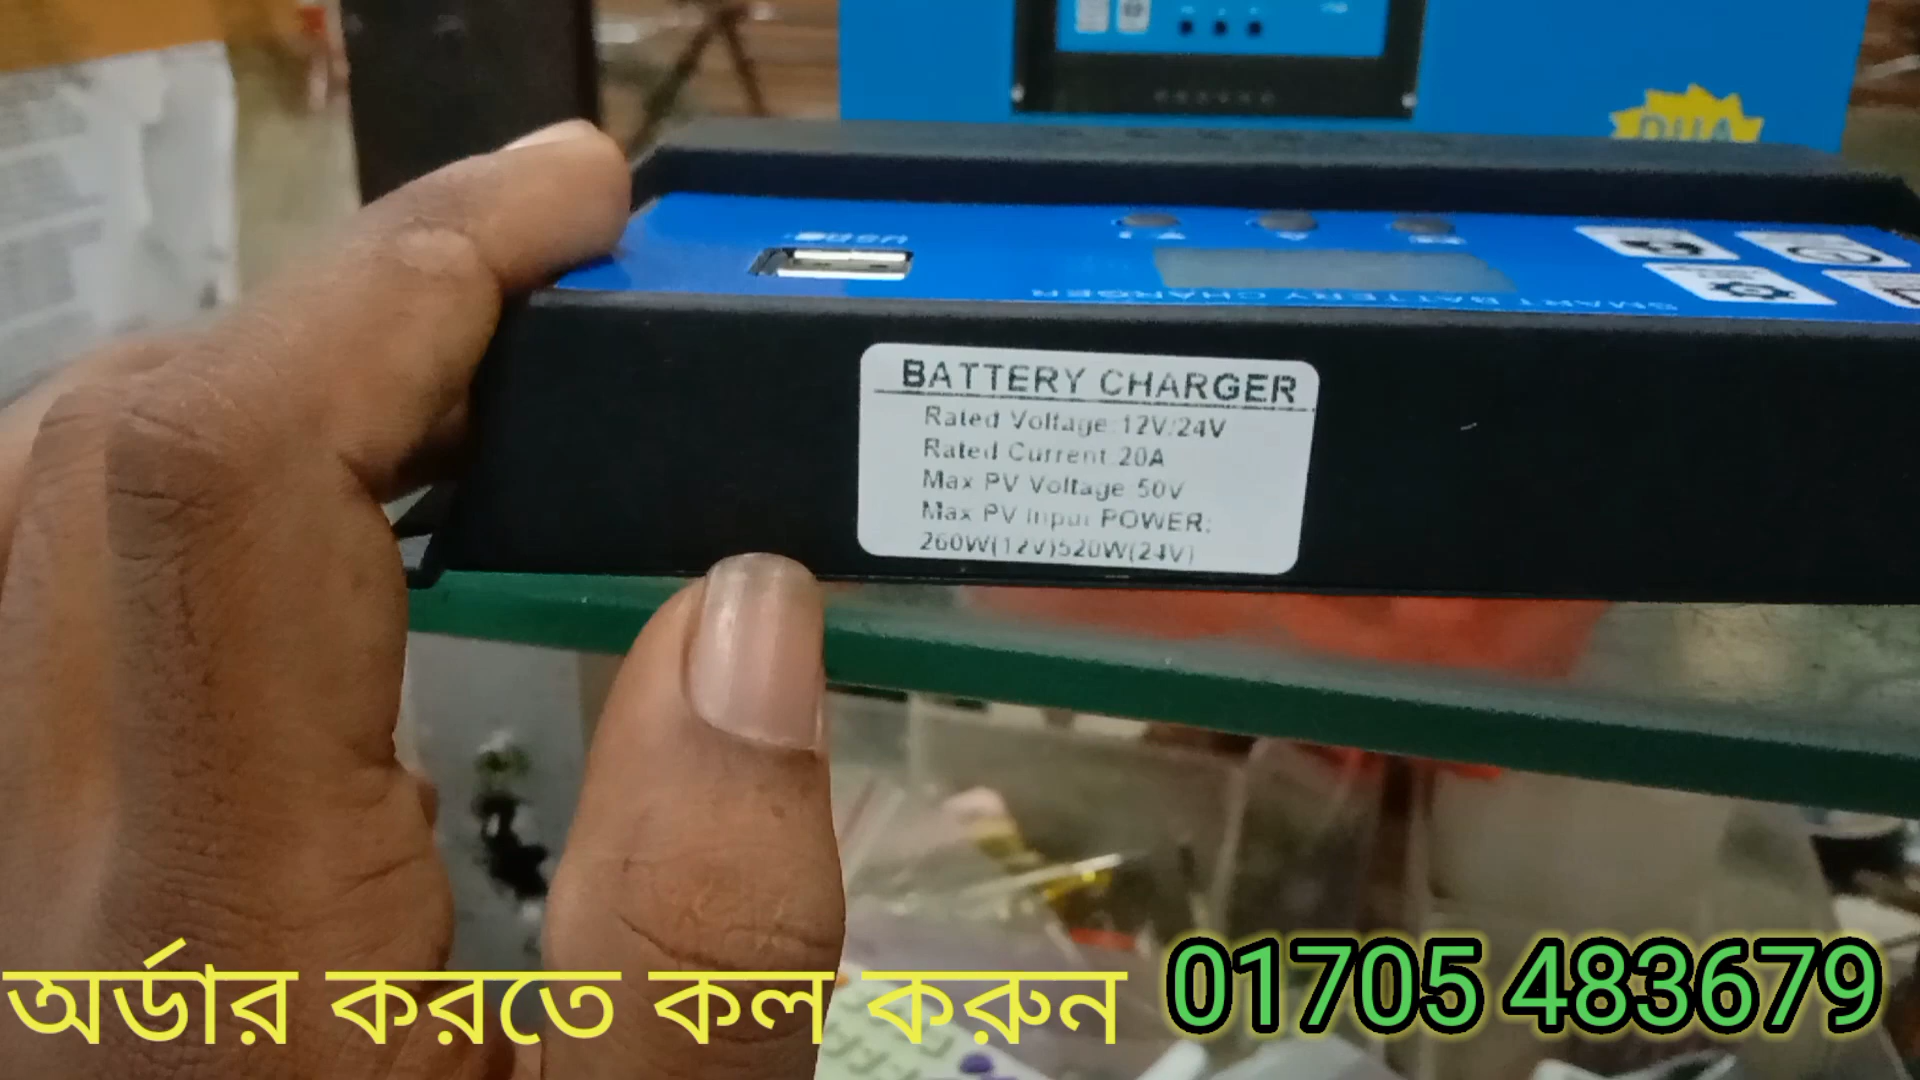 DUA
USB
SMART BATTERY CHARGER
BATTERY CHARGER
Rated Voltage:12V/24V
Rated Current:20A
Max PV Voltage:50V
Max PV Input POWER:
260W(12V)520W(24V)
অর্ডার করতে কল করুন 01705 483679